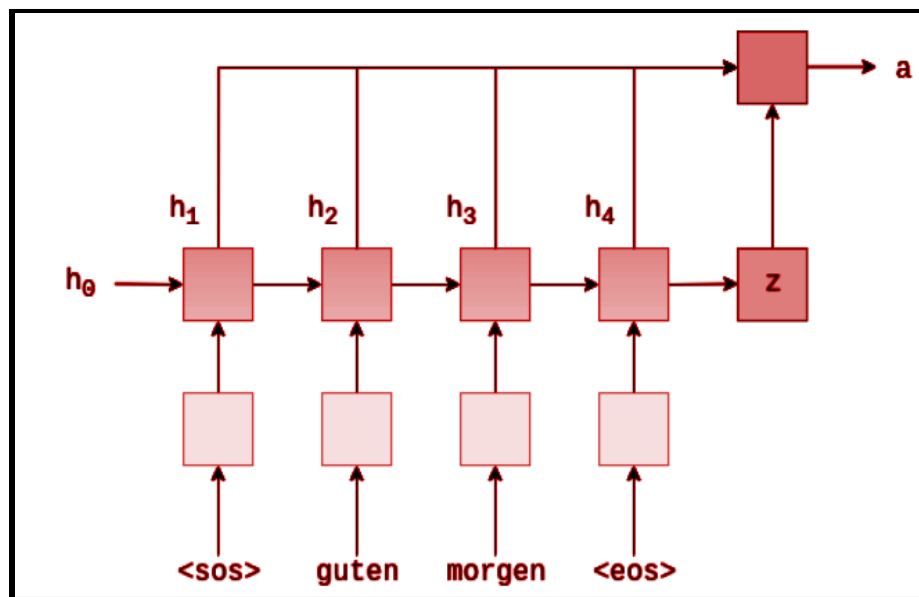 a
h₁ h₂ h₃ h₄
h₀ z
<sos> guten morgen <eos>